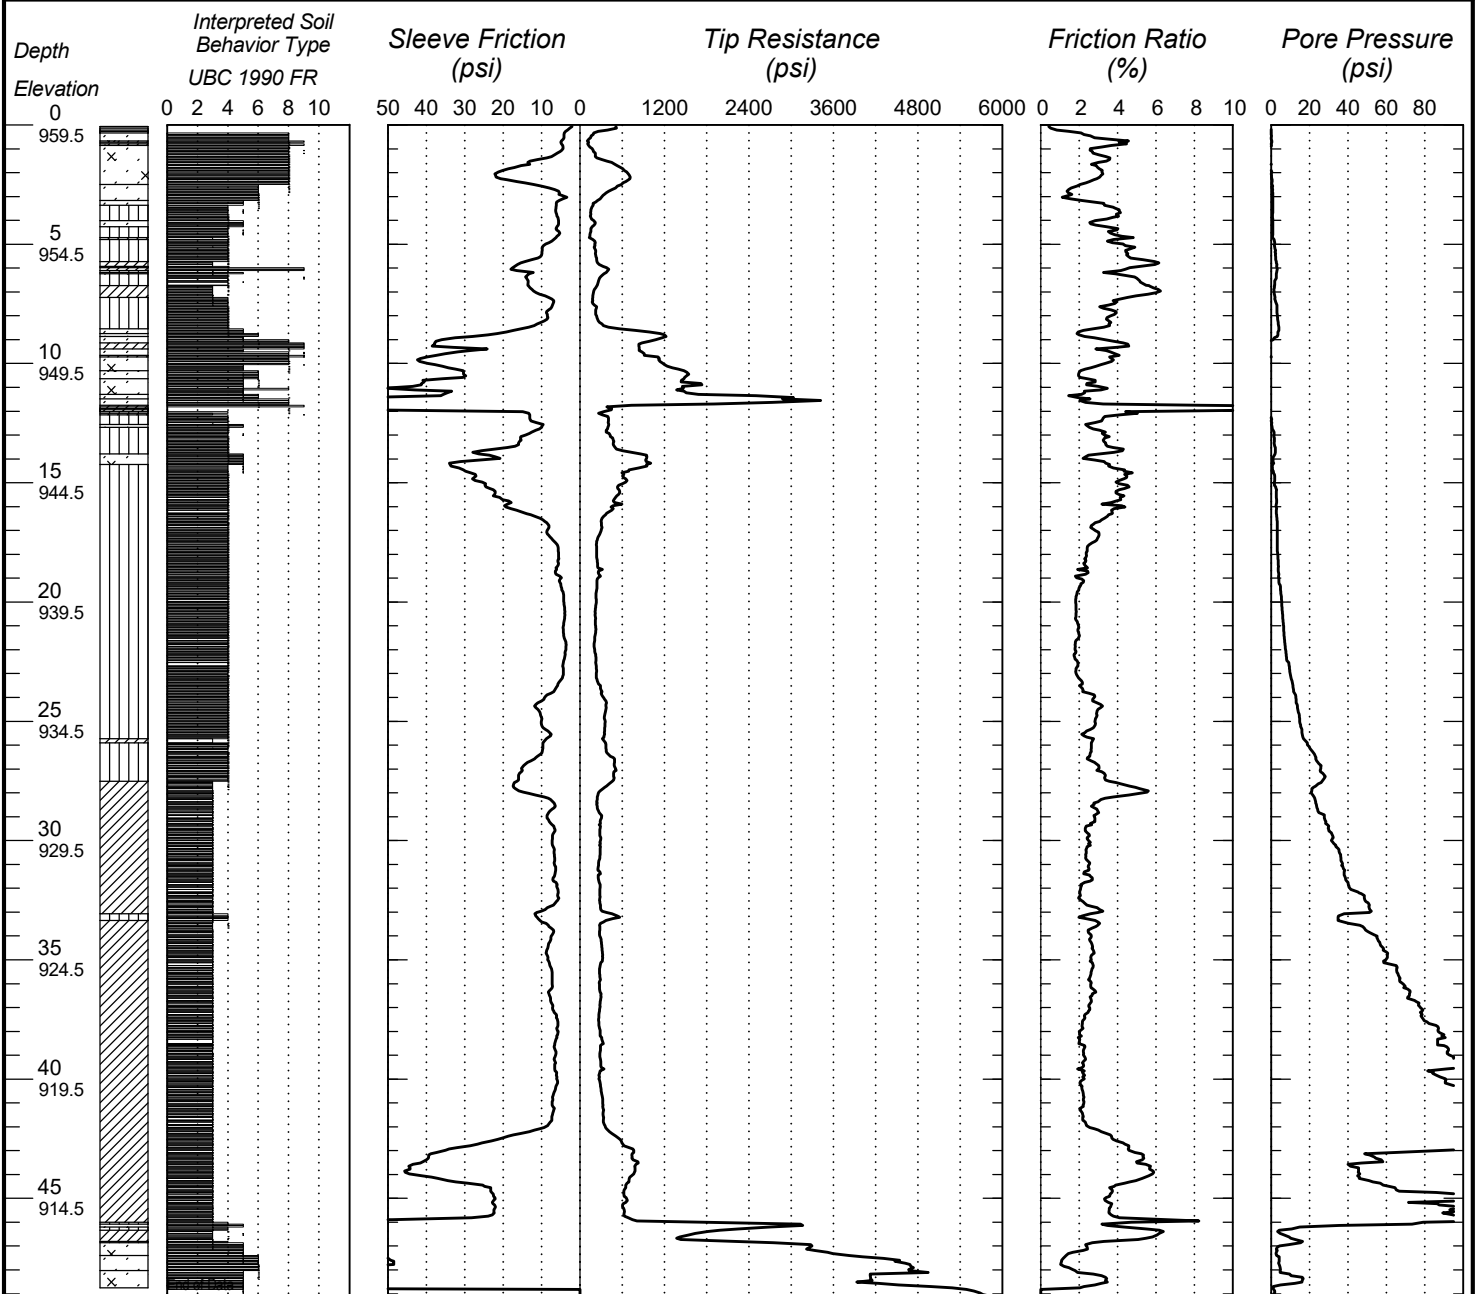 Depth
Elevation
Interpreted Soil
Behavior Type
UBC 1990 FR
Sleeve Friction
(psi)
Tip Resistance
(psi)
Friction Ratio
(%)
Pore Pressure
(psi)
0 2 4 6 8 10
50 40 30 20 10 0
1200 2400 3600 4800 6000
0 2 4 6 8 10
0 20 40 60 80
0
959.5
5
954.5
10
949.5
15
944.5
20
939.5
25
934.5
30
929.5
35
924.5
40
919.5
45
914.5